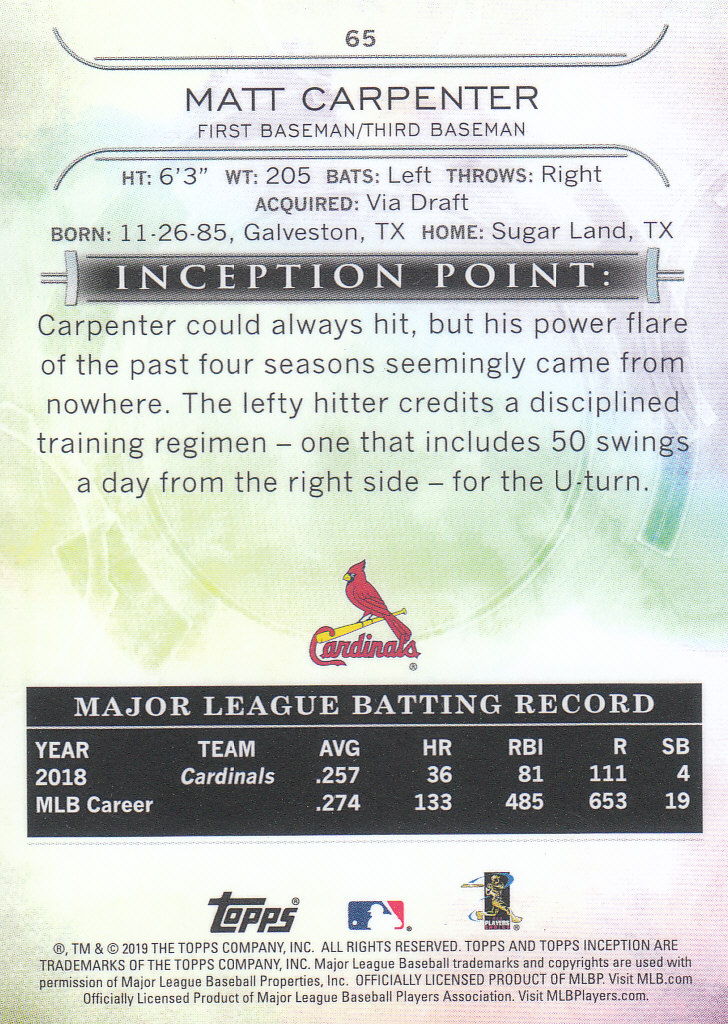 65
MATT CARPENTER
FIRST BASEMAN/THIRD BASEMAN
HT: 6'3" WT: 205 BATS: Left THROWS: Right
ACQUIRED: Via Draft
BORN: 11-26-85, Galveston, TX HOME: Sugar Land, TX
INCEPTION POINT:
Carpenter could always hit, but his power flare
of the past four seasons seemingly came from
nowhere. The lefty hitter credits a disciplined
training regimen – one that includes 50 swings
a day from the right side – for the U-turn.
Cardinals®
MAJOR LEAGUE BATTING RECORD
YEAR TEAM AVG HR RBI R SB
2018 Cardinals .257 36 81 111 4
MLB Career .274 133 485 653 19
Topps® ® PLAYERS CHOICE ®
®, TM & © 2019 THE TOPPS COMPANY, INC. ALL RIGHTS RESERVED. TOPPS AND TOPPS INCEPTION ARE
TRADEMARKS OF THE TOPPS COMPANY, INC. Major League Baseball trademarks and copyrights are used with
permission of Major League Baseball Properties, Inc. OFFICIALLY LICENSED PRODUCT OF MLBP. Visit MLB.com
Officially Licensed Product of Major League Baseball Players Association. Visit MLBPlayers.com.